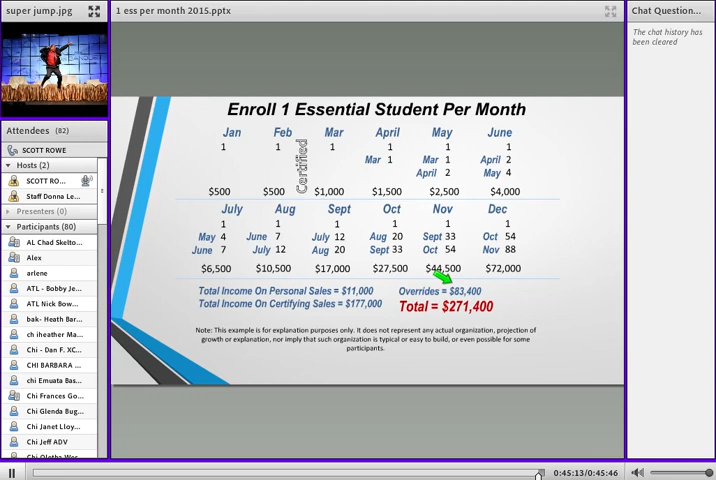 super jump.jpg
1 ess per month 2015.pptx
Chat Question...
The chat history has
been cleared
Attendees (82)
SCOTT ROWE
Hosts (2)
SCOTT RO...
Staff Donna Le...
Presenters (0)
Participants (80)
AL Chad Skelto...
Alex
arlene
ATL - Bobby Je...
ATL Nick Bow...
bak- Heath Bar...
ch iheather Ma...
Chi - Dan F. XC...
CHI BARBARA ...
chi Emuata Bas...
Chi Frances Go...
Chi Glenda Bug...
Chi Janet Lloy...
Chi Jeff ADV
Enroll 1 Essential Student Per Month
Jan Feb Mar April May June
1 1 1 1 1 1
Mar 1 Mar 1 April 2
April 2 May 4
Certified
$500 $500 $1,000 $1,500 $2,500 $4,000
July Aug Sept Oct Nov Dec
1 1 1 1 1 1
May 4 June 7 July 12 Aug 20 Sept 33 Oct 54
June 7 July 12 Aug 20 Sept 33 Oct 54 Nov 88
$6,500 $10,500 $17,000 $27,500 $44,500 $72,000
Total Income On Personal Sales = $11,000 Overrides = $83,400
Total Income On Certifying Sales = $177,000 Total = $271,400
Note: This example is for explanation purposes only. It does not represent any actual organization, projection of
growth or explanation, nor imply that such organization is typical or easy to build, or even possible for some
participants.
0:45:13/0:45:46